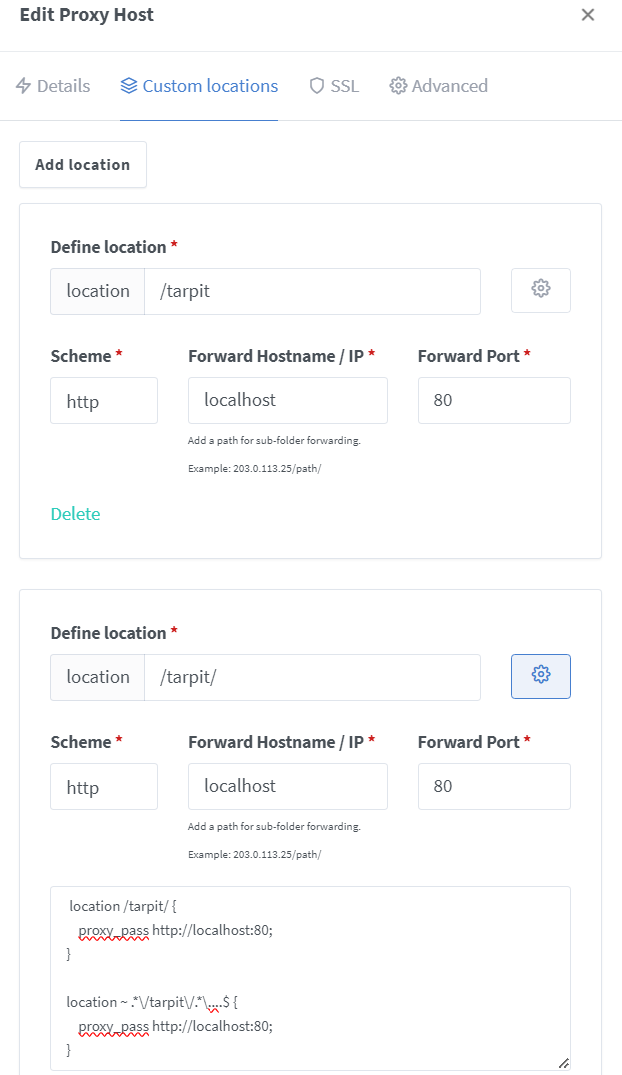 Edit Proxy Host ×
Details Custom locations SSL Advanced
Add location
Define location *
location /tarpit
Scheme * Forward Hostname / IP * Forward Port *
http localhost 80
Add a path for sub-folder forwarding.
Example: 203.0.113.25/path/
Delete
Define location *
location /tarpit/
Scheme * Forward Hostname / IP * Forward Port *
http localhost 80
Add a path for sub-folder forwarding.
Example: 203.0.113.25/path/
location /tarpit/ {
proxy_pass http://localhost:80;
}
location ~ .*\/tarpit\/.*\....$ {
proxy_pass http://localhost:80;
}